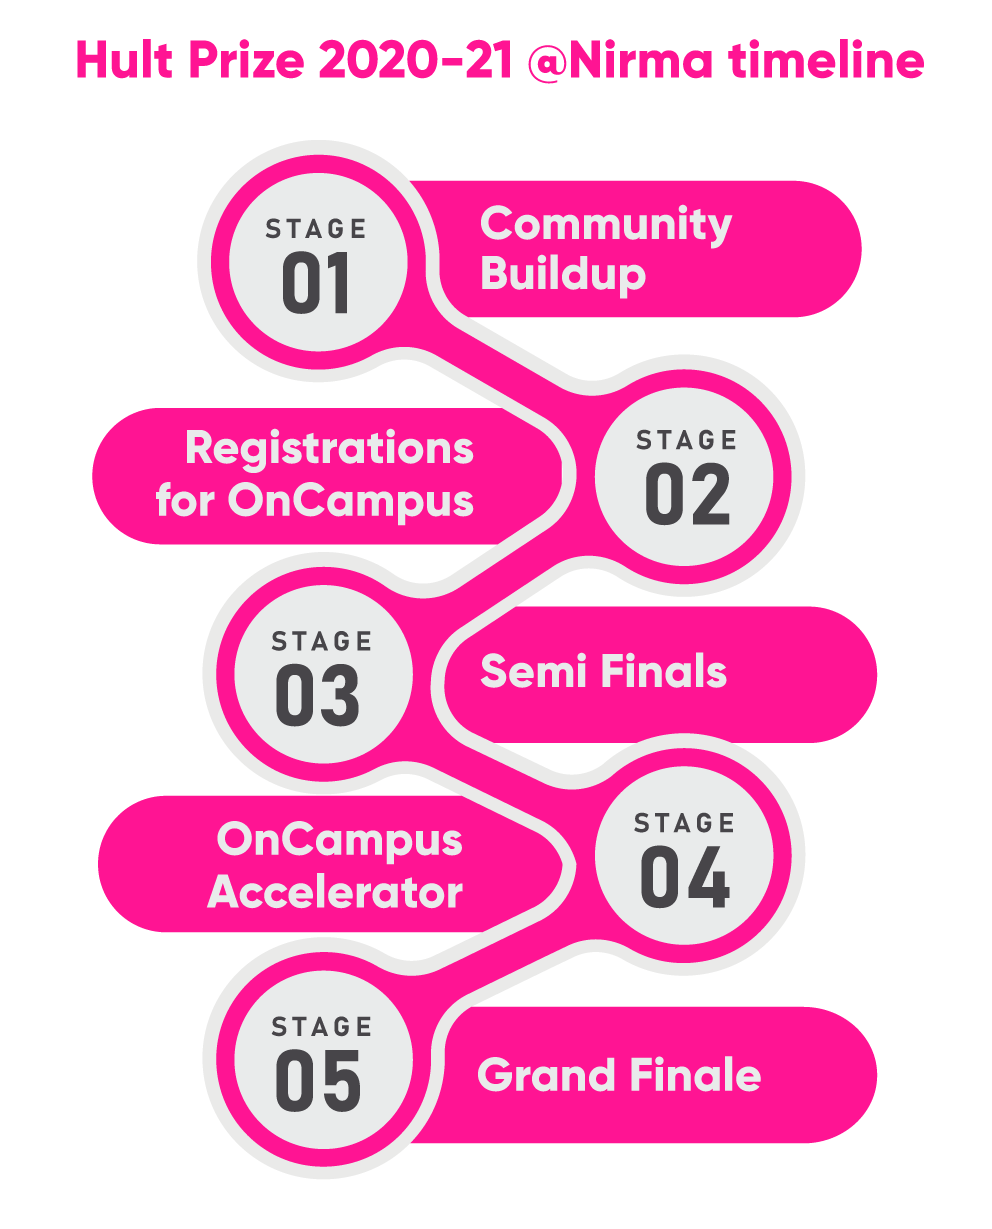 Hult Prize 2020-21 @Nirma timeline
STAGE
01
Community
Buildup
Registrations
for OnCampus
STAGE
02
STAGE
03
Semi Finals
OnCampus
Accelerator
STAGE
04
STAGE
05
Grand Finale